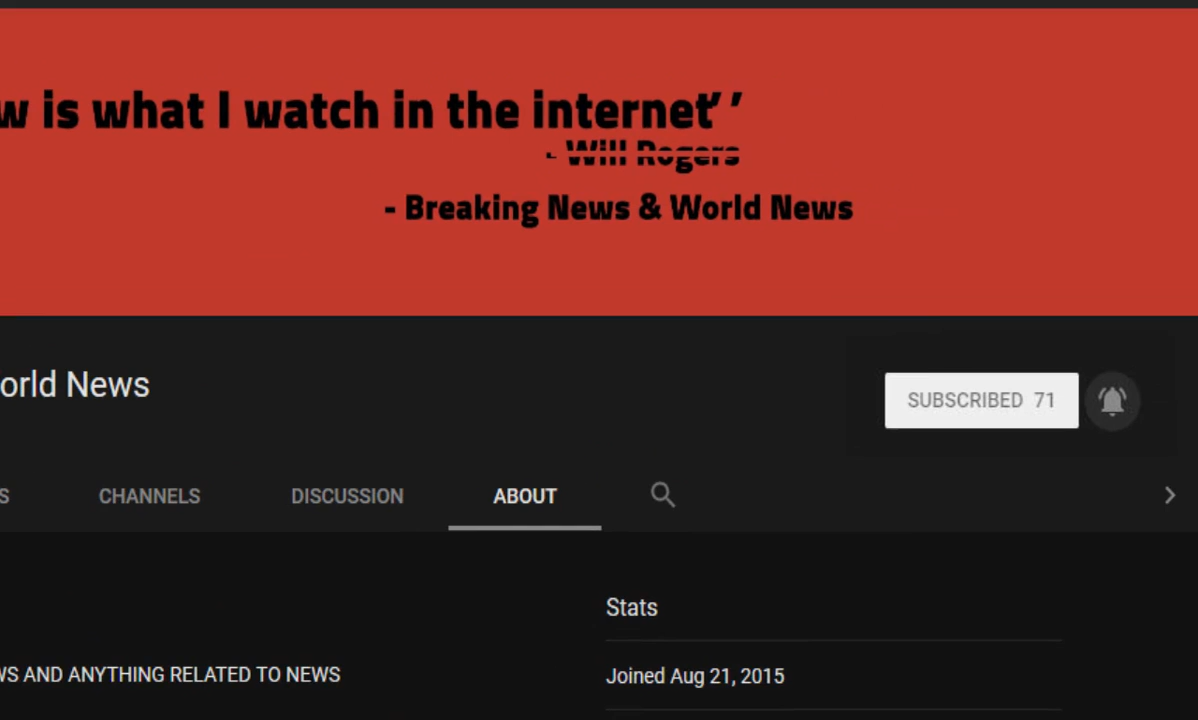 w is what I watch in the internet’ ’
- Will Rogers
- Breaking News & World News
orld News
SUBSCRIBED 71
S CHANNELS DISCUSSION ABOUT
Stats
WS AND ANYTHING RELATED TO NEWS
Joined Aug 21, 2015